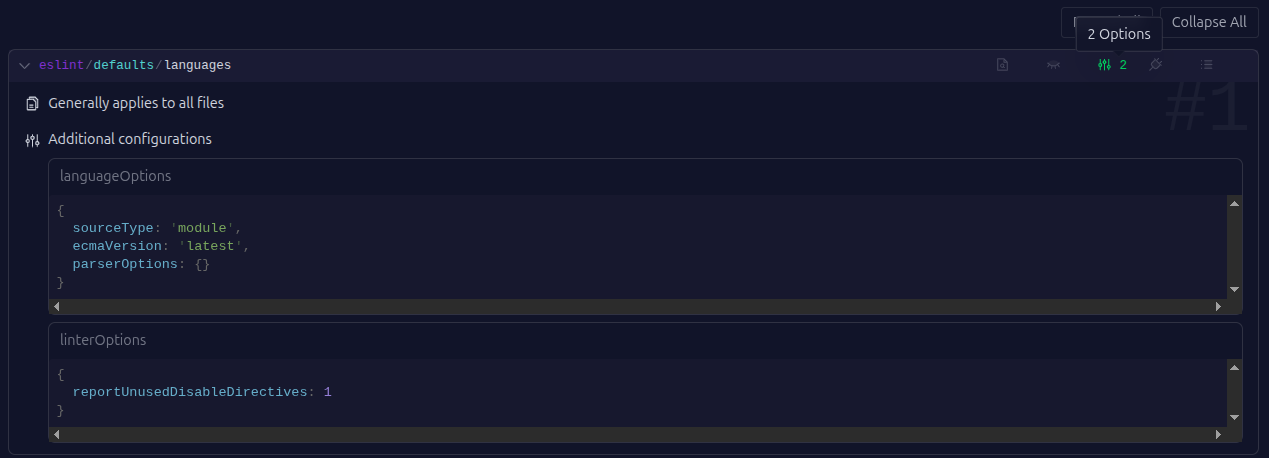 Collapse All
2 Options
eslint/defaults/languages
2
Generally applies to all files
#1
Additional configurations
languageOptions
{
  sourceType: 'module',
  ecmaVersion: 'latest',
  parserOptions: {}
}
linterOptions
{
  reportUnusedDisableDirectives: 1
}